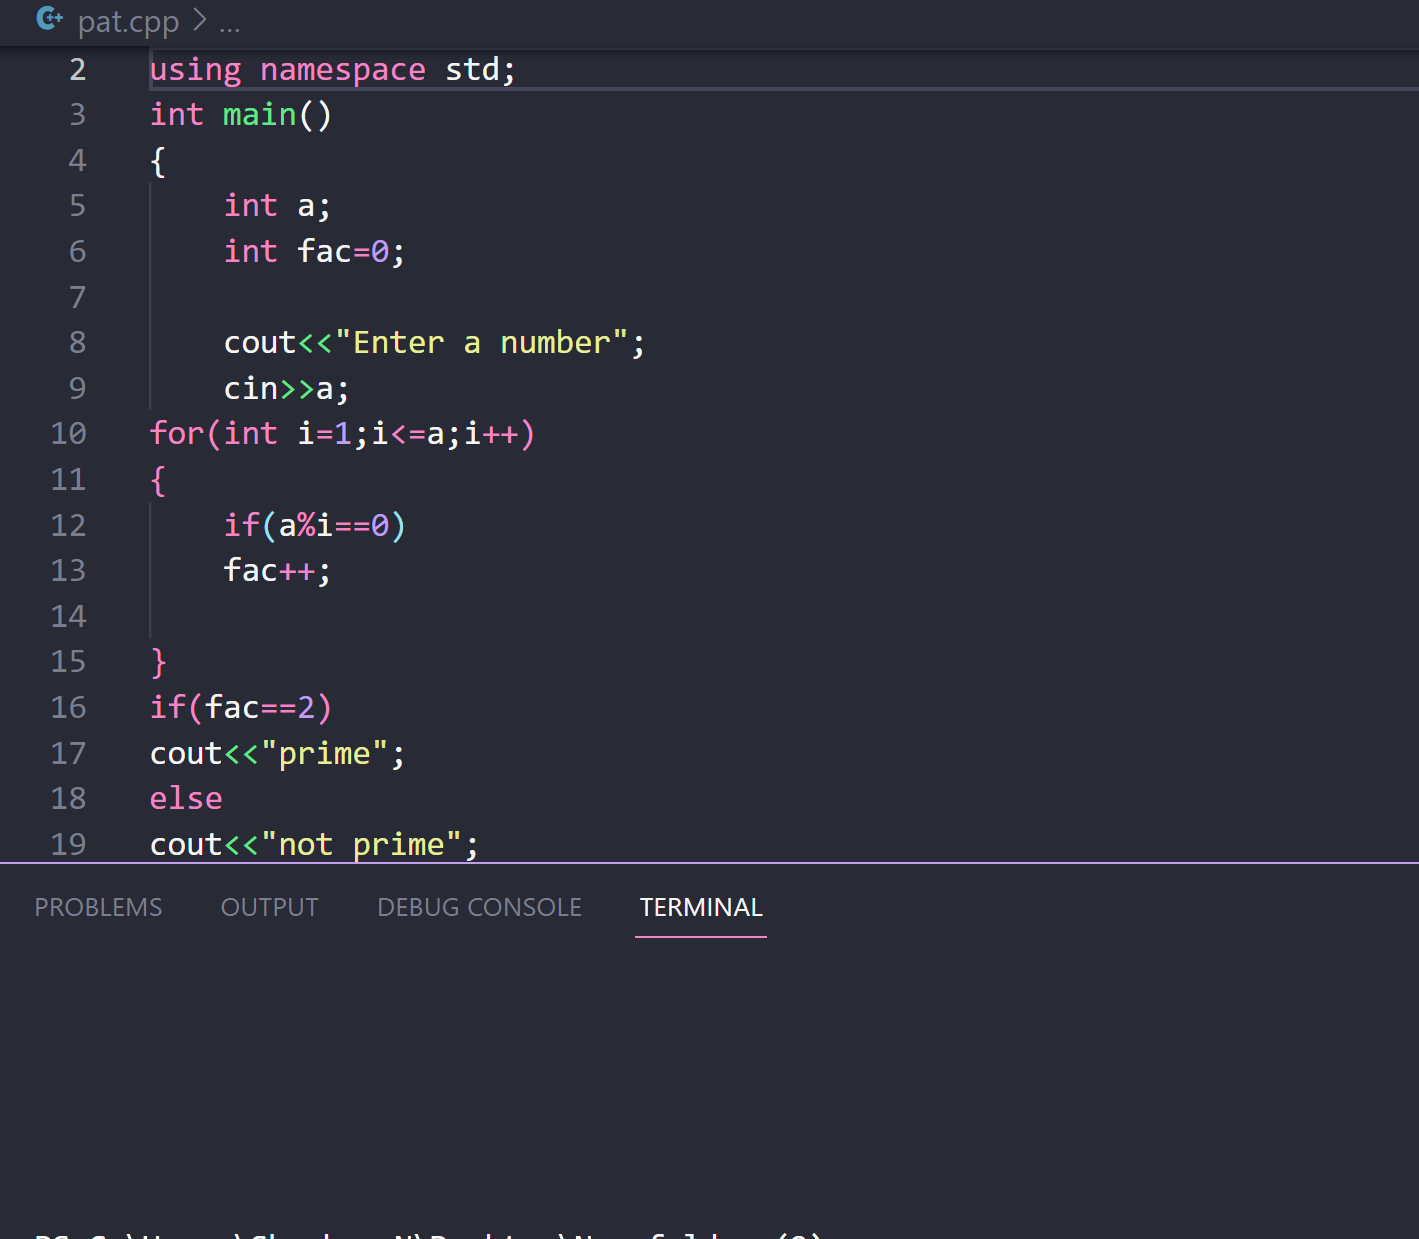 pat.cpp > ...
2 using namespace std;
3 int main()
4 {
5 int a;
6 int fac=0;
7
8 cout<<"Enter a number";
9 cin>>a;
10 for(int i=1;i<=a;i++)
11 {
12 if(a%i==0)
13 fac++;
14
15 }
16 if(fac==2)
17 cout<<"prime";
18 else
19 cout<<"not prime";
PROBLEMS OUTPUT DEBUG CONSOLE TERMINAL